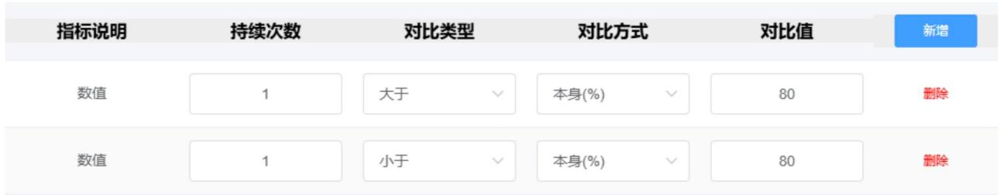 指标说明 持续次数 对比类型 对比方式 对比值 新增
数值 1 大于 本身(%) 80 删除
数值 1 小于 本身(%) 80 删除